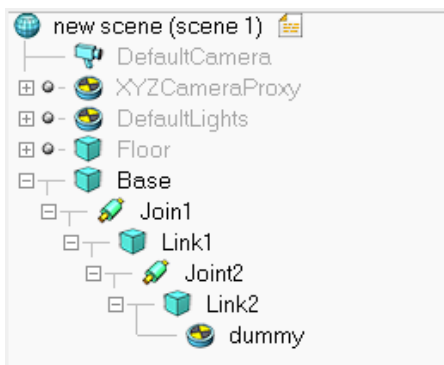 new scene (scene 1)
DefaultCamera
XYZCameraProxy
DefaultLights
Floor
Base
Join1
Link1
Joint2
Link2
dummy